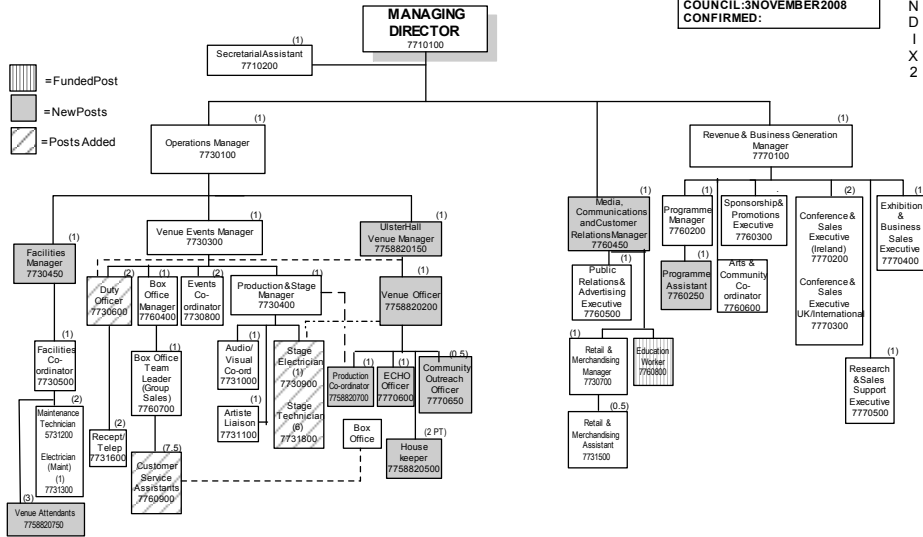 COUNCIL:3NOVEMBER2008
CONFIRMED:
N
D
I
X
2
MANAGING
DIRECTOR
7710100
(1)
SecretarialAssistant
7710200
=FundedPost
=NewPosts
=Posts Added
(1)
Operations Manager
7730100
(1)
Revenue & Business Generation
Manager
7770100
(1)
Facilities
Manager
7730450
(1)
Venue Events Manager
7730300
(1)
UlsterHall
Venue Manager
7758820150
(1)
Media,
Communications
andCustomer
RelationsManager
7760450
(1)
Programme
Manager
7760200
(1)
Sponsorship&
Promotions
Executive
7760300
(2)
Conference&
Sales
Executive
(Ireland)
7770200
Conference &
Sales
Executive
UK/International
7770300
(1
Exhibition
&
Business
Sales
Executive
7770400
(2)
Duty
Officer
7730600
(1)
Box
Office
Manager
7760400
(2)
Events
Co-
ordinator
7730800
(1)
Production&Stage
Manager
7730400
(1)
Venue Officer
7758820200
(1)
Public
Relations&
Advertising
Executive
7760500
(1)
Programme
Assistant
7760250
Arts &
Community
Co-
ordinator
7760600
(1)
Facilities
Co-
ordinator
7730500
(1)
Box Office
Team
Leader
(Group
Sales)
7760700
(1)
Audio/
Visual
Co-ord
7731000
(1)
Stage
Electrician
(1)
7730900
Stage
Technician
(6)
7731800
(1)
Production
Co-ordinator
7758820700
(1)
ECHO
Officer
7770600
(0.5)
Community
Outreach
Officer
7770650
(1)
Retail &
Merchandising
Manager
7730700
(1)
Education
Worker
7760800
(1)
Research
&Sales
Support
Executive
7770500
(2)
Maintenance
Technician
5731200
Electrician
(Maint)
(1)
7731300
(2)
Recept/
Telep
7731600
(1)
Artiste
Liaison
7731100
Box
Office
(2 PT)
House
keeper
7758820500
(0.5)
Retail &
Merchandising
Assistant
7731500
(7.5)
Customer
Service
Assistants
7760900
(3)
Venue Attendants
7758820750